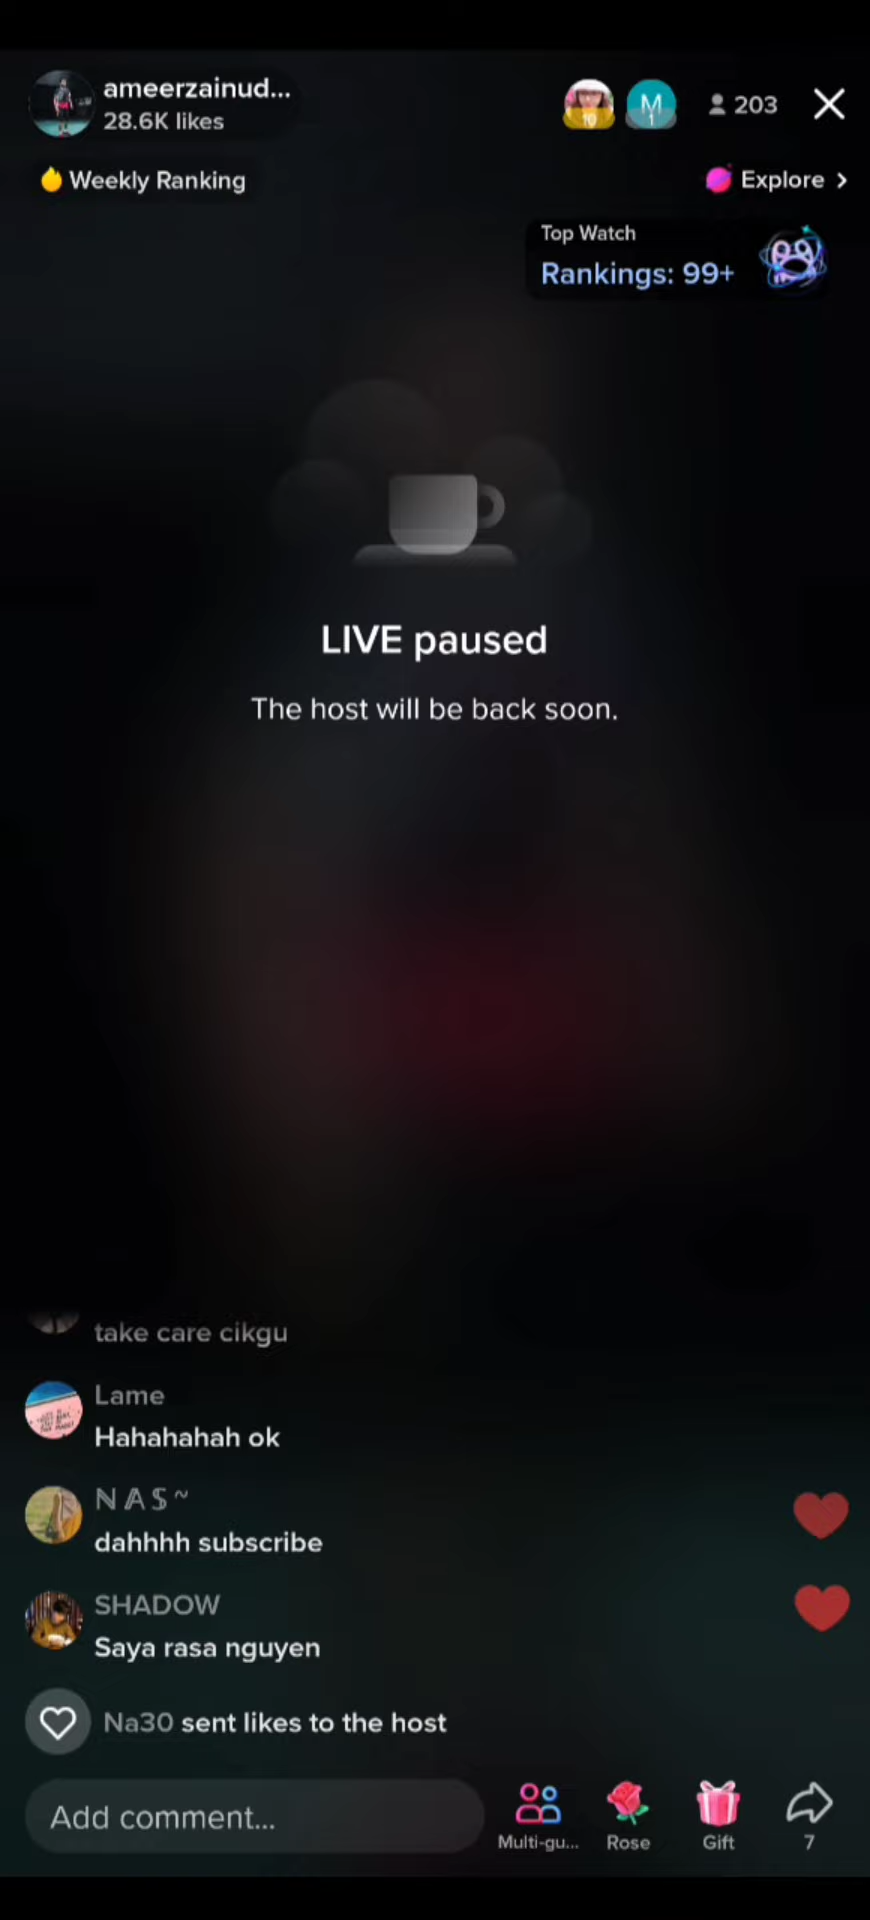 ameerzainud...
28.6K likes
10
M
1
203
Weekly Ranking
Explore
Top Watch
Rankings: 99+
LIVE paused
The host will be back soon.
take care cikgu
Lame
Hahahahah ok
ℕ 𝔸 𝕊 ~
dahhhh subscribe
SHADOW
Saya rasa nguyen
Na30 sent likes to the host
Add comment...
Multi-gu...
Rose
Gift
7